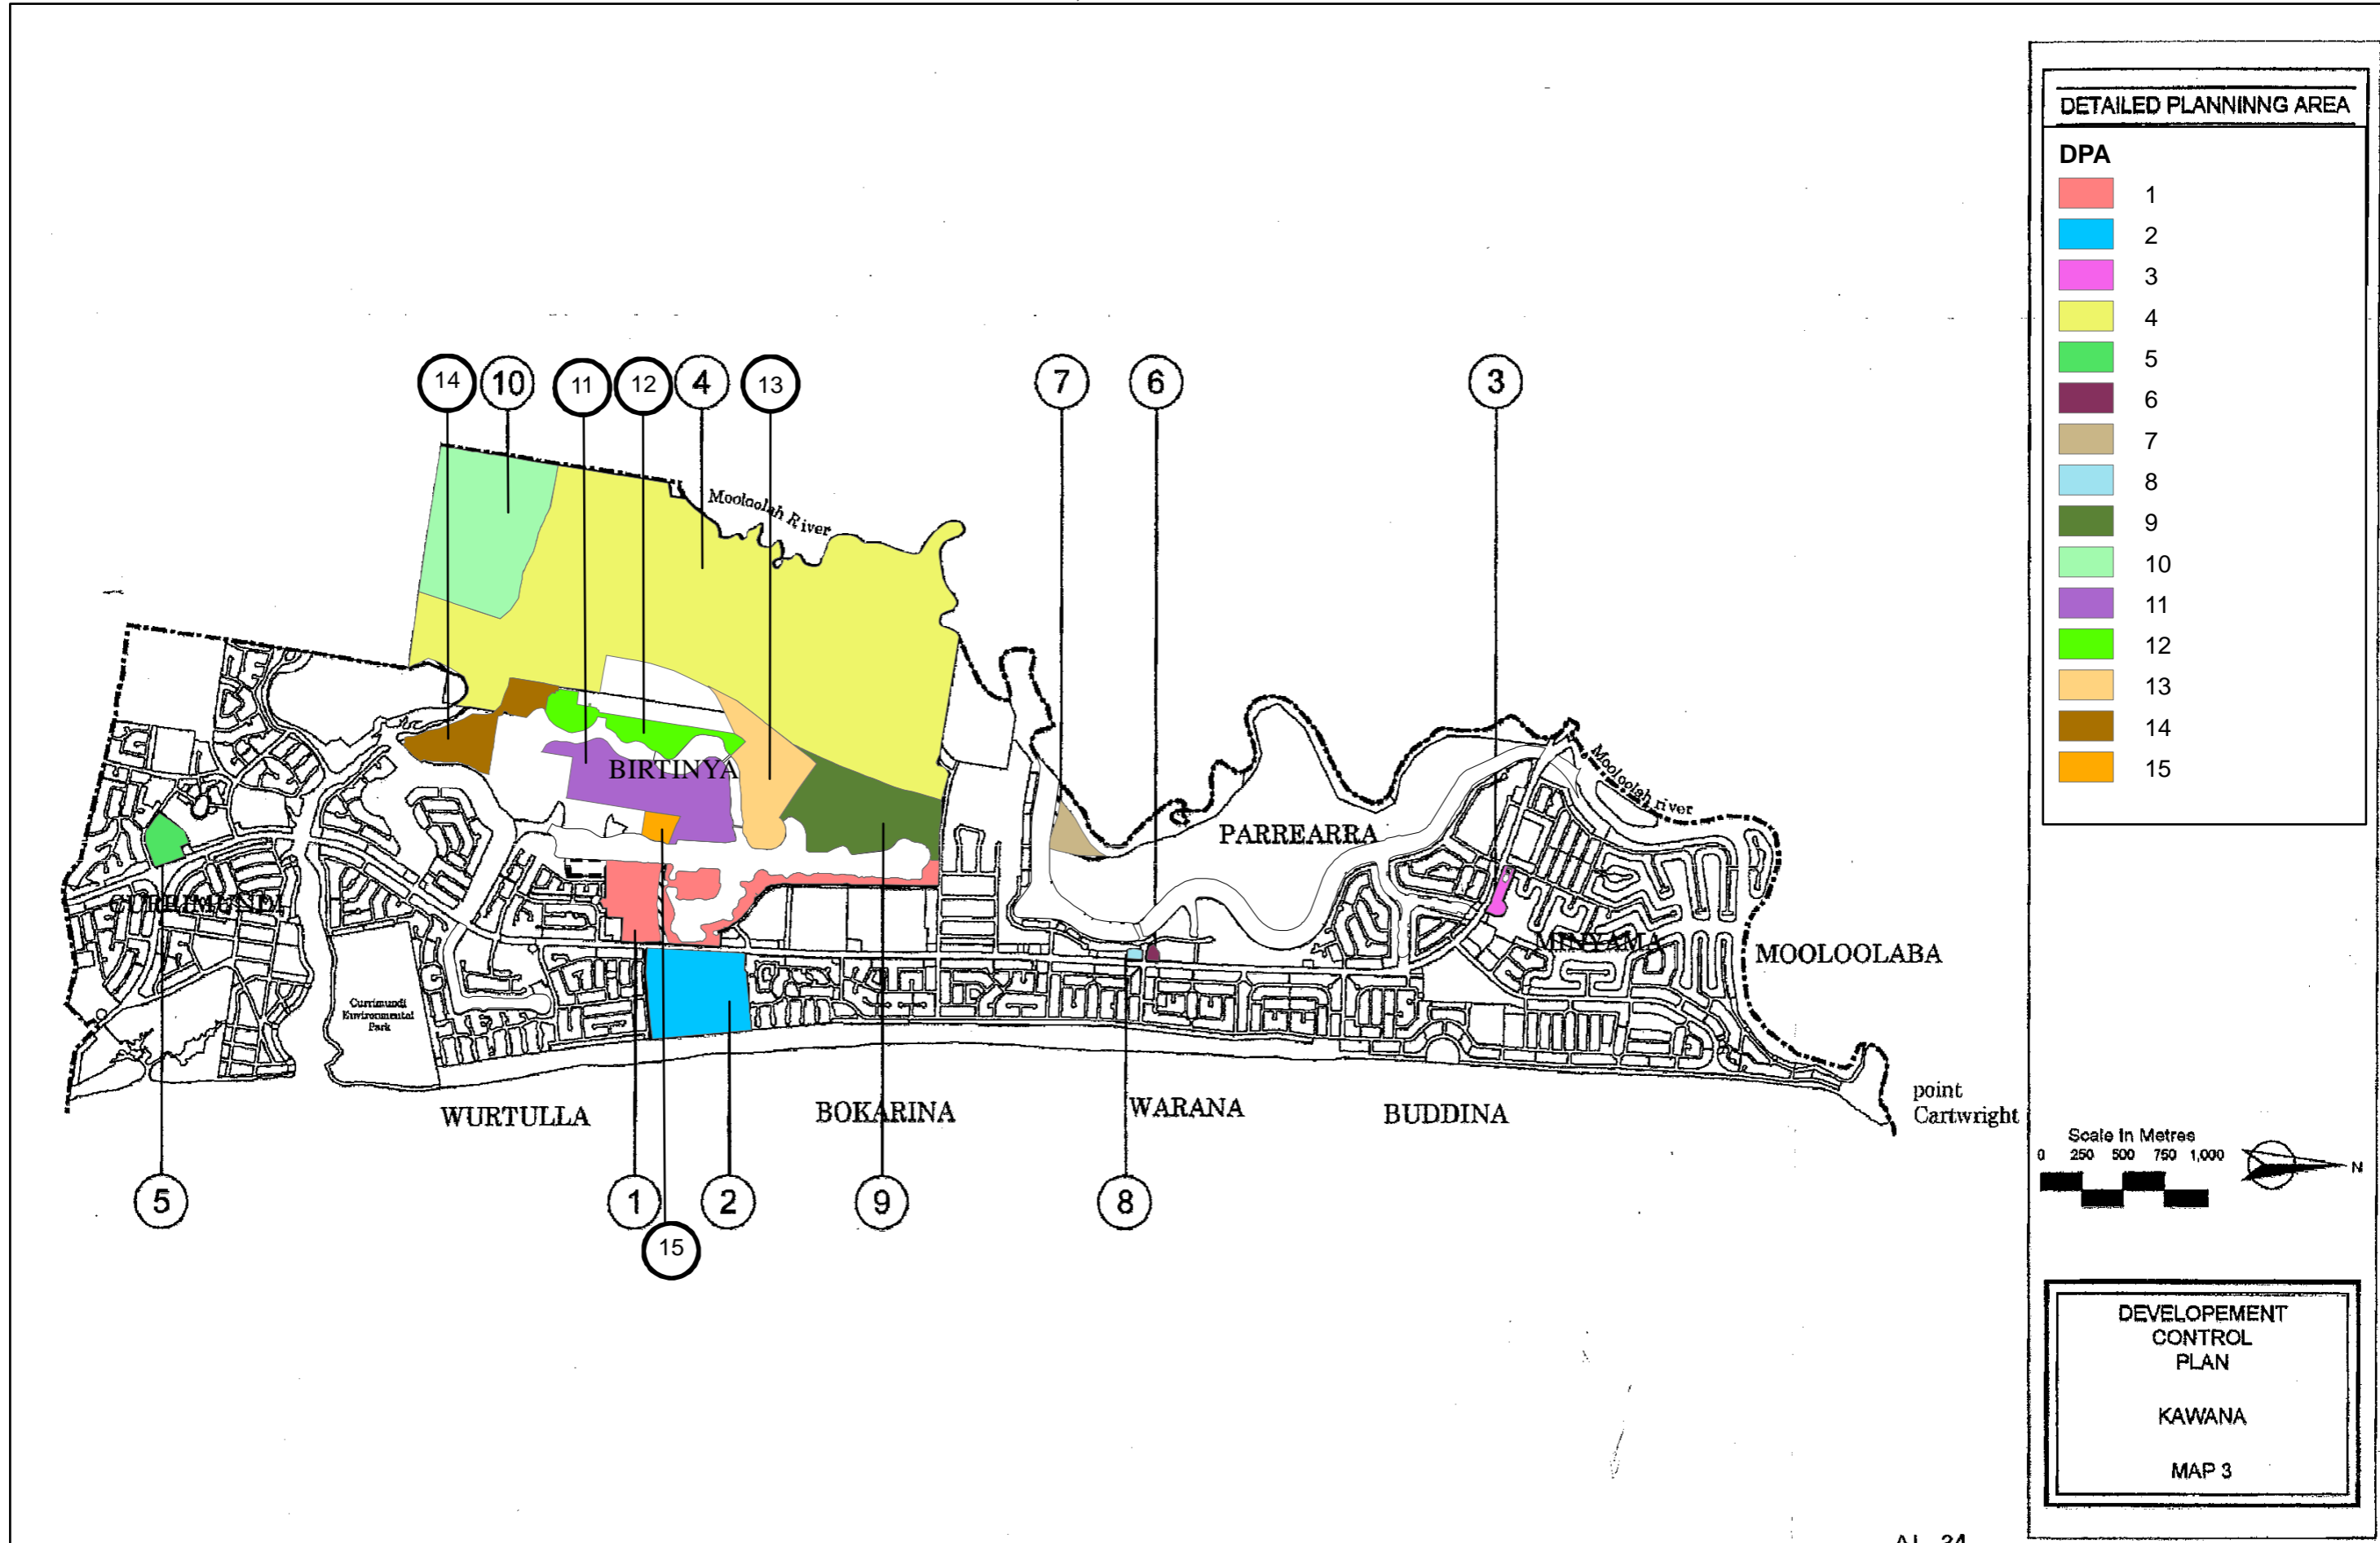 DETAILED PLANNINNG AREA
DPA
1
2
3
4
5
6
7
8
9
10
11
12
13
14
15
14
10
11
12
4
13
7
6
3
Mooloolah River
Mooloolah river
BIRTINYA
PARREARRA
CURRIMUNDI
MINYAMA
MOOLOOLABA
Currimundi
Environmental
Park
WURTULLA
BOKARINA
WARANA
BUDDINA
point
Cartwright
5
1
2
9
8
15
Scale In Metres
0 250 500 750 1,000
N
DEVELOPEMENT
CONTROL
PLAN
KAWANA
MAP 3